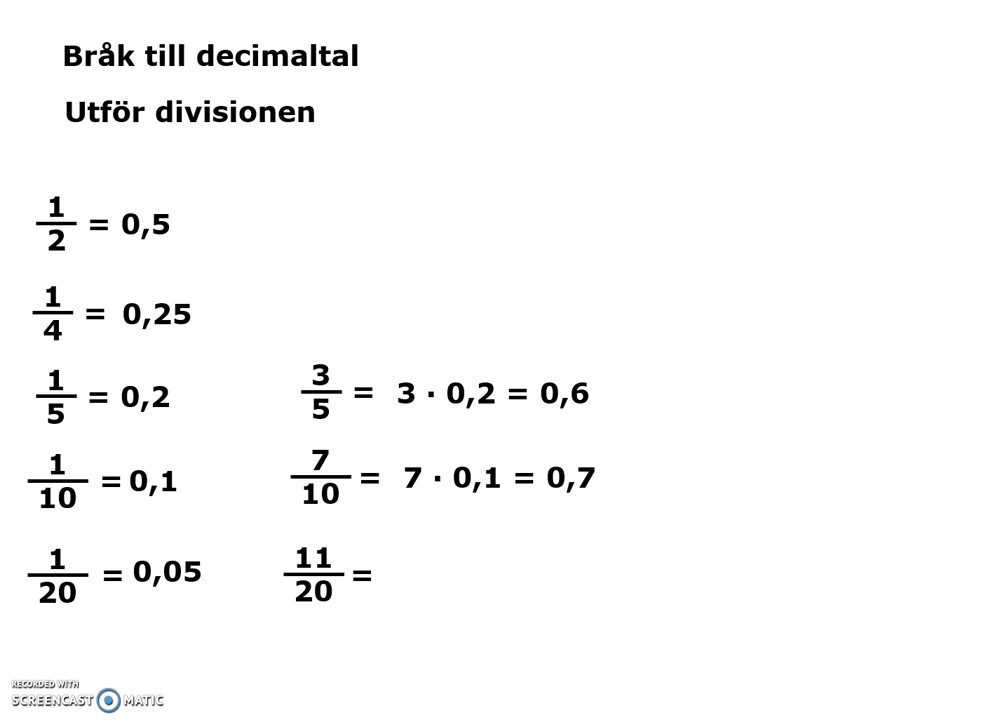 Bråk till decimaltal
Utför divisionen
1/2 = 0,5
1/4 = 0,25
1/5 = 0,2
3/5 = 3 · 0,2 = 0,6
1/10 = 0,1
7/10 = 7 · 0,1 = 0,7
1/20 = 0,05
11/20 =
RECORDED WITH
SCREENCAST MATIC